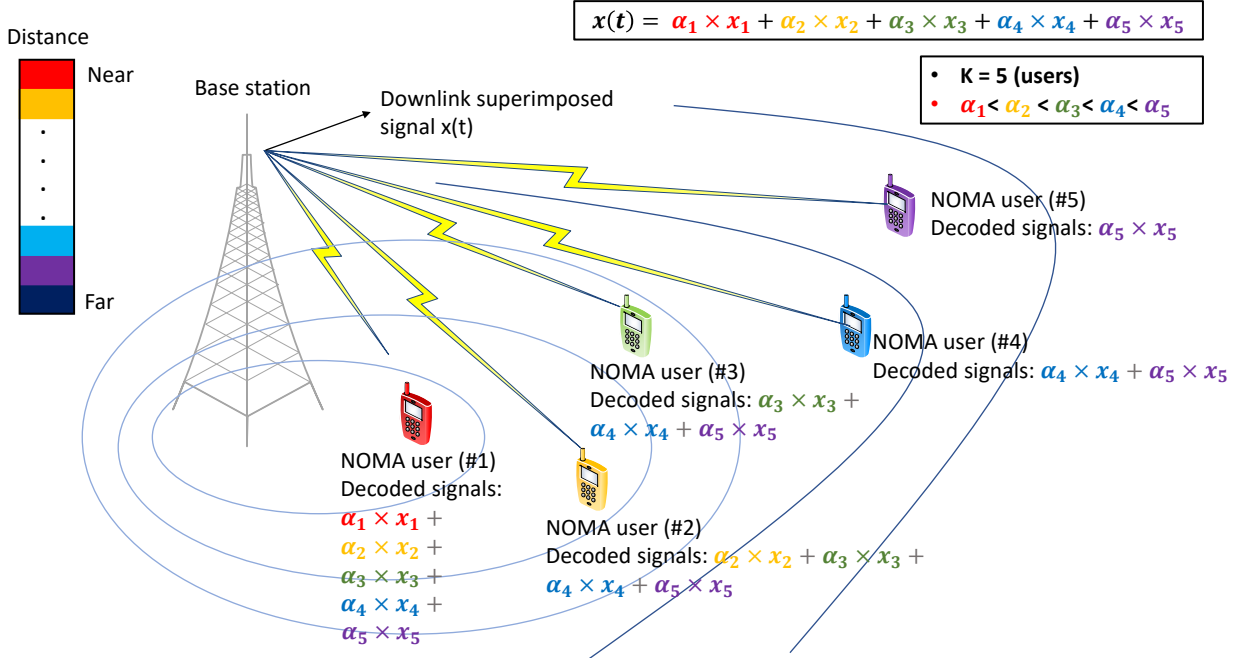 x(t) = α₁ × x₁ + α₂ × x₂ + α₃ × x₃ + α₄ × x₄ + α₅ × x₅
Distance
Near
Far
• K = 5 (users)
• α₁< α₂ < α₃< α₄< α₅
Base station
Downlink superimposed
signal x(t)
NOMA user (#5)
Decoded signals: α₅ × x₅
NOMA user (#4)
Decoded signals: α₄ × x₄ + α₅ × x₅
NOMA user (#3)
Decoded signals: α₃ × x₃ +
α₄ × x₄ + α₅ × x₅
NOMA user (#1)
Decoded signals:
α₁ × x₁ +
α₂ × x₂ +
α₃ × x₃ +
α₄ × x₄ +
α₅ × x₅
NOMA user (#2)
Decoded signals: α₂ × x₂ + α₃ × x₃ +
α₄ × x₄ + α₅ × x₅